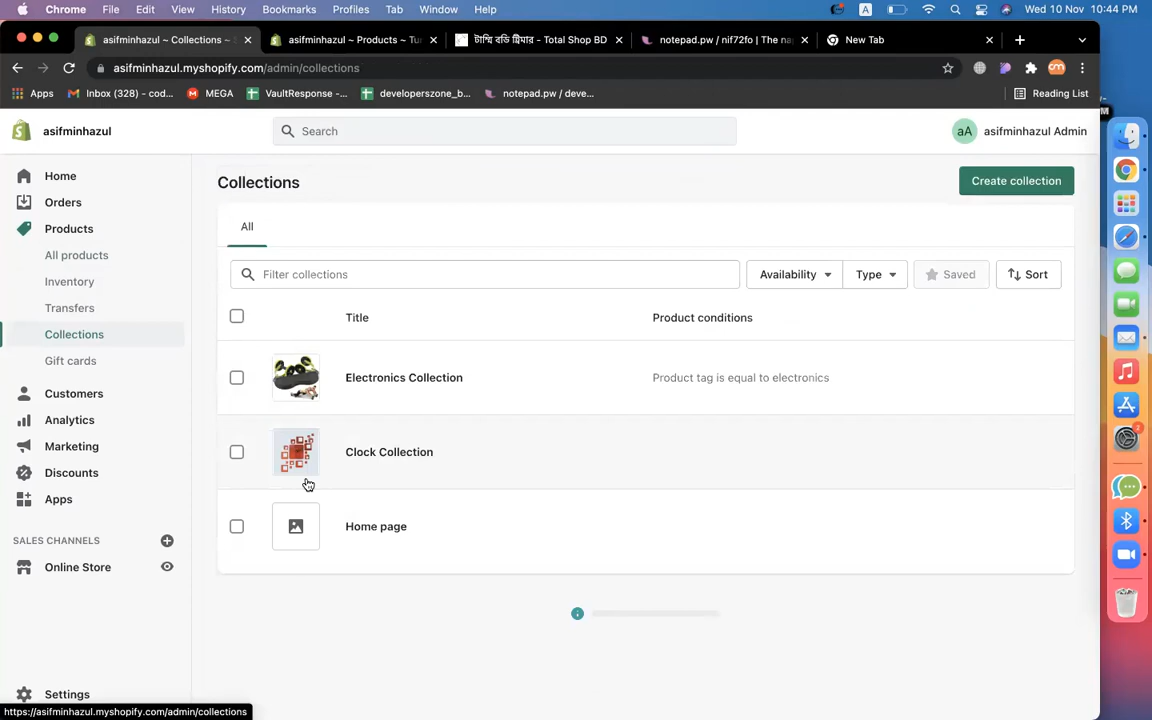 Chrome File Edit View History Bookmarks Profiles Tab Window Help A Wed 10 Nov 10:44 PM
asifminhazul ~ Collections ~ asifminhazul ~ Products ~ Tu টাম্মি বডি ট্রিমার - Total Shop BD notepad.pw / nif72fo | The na New Tab
asifminhazul.myshopify.com/admin/collections
Apps Inbox (328) - cod... MEGA VaultResponse -... developerszone_b... notepad.pw / deve... Reading List
asifminhazul Search aA asifminhazul Admin
Home
Orders
Products
All products
Inventory
Transfers
Collections
Gift cards
Customers
Analytics
Marketing
Discounts
Apps
SALES CHANNELS
Online Store
Settings
Collections Create collection
All
Filter collections Availability Type Saved Sort
Title Product conditions
Electronics Collection Product tag is equal to electronics
Clock Collection
Home page
https://asifminhazul.myshopify.com/admin/collections